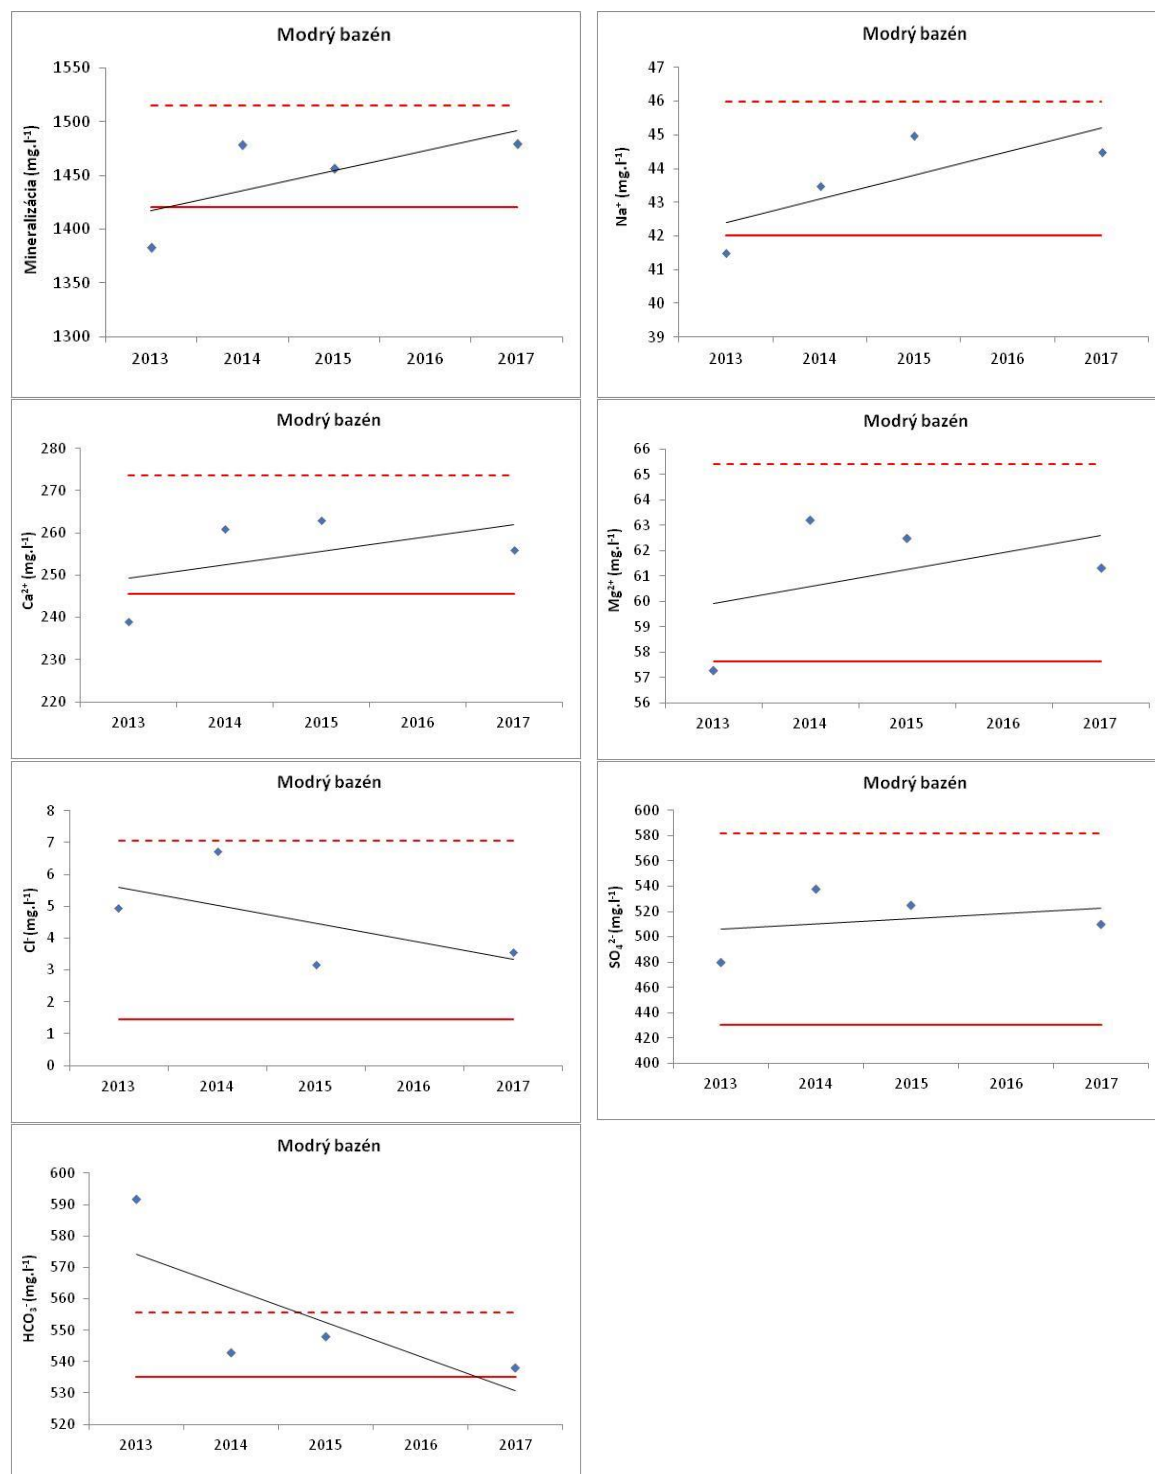 Modrý bazén
Mineralizácia (mg.l⁻¹)
1550
1500
1450
1400
1350
1300
2013 2014 2015 2016 2017
Modrý bazén
Na⁺ (mg.l⁻¹)
47
46
45
44
43
42
41
40
39
2013 2014 2015 2016 2017
Modrý bazén
Ca²⁺ (mg.l⁻¹)
280
270
260
250
240
230
220
2013 2014 2015 2016 2017
Modrý bazén
Mg²⁺ (mg.l⁻¹)
66
65
64
63
62
61
60
59
58
57
56
2013 2014 2015 2016 2017
Modrý bazén
Cl⁻ (mg.l⁻¹)
8
7
6
5
4
3
2
1
0
2013 2014 2015 2016 2017
Modrý bazén
SO₄²⁻ (mg.l⁻¹)
600
580
560
540
520
500
480
460
440
420
400
2013 2014 2015 2016 2017
Modrý bazén
HCO₃⁻ (mg.l⁻¹)
600
590
580
570
560
550
540
530
520
2013 2014 2015 2016 2017